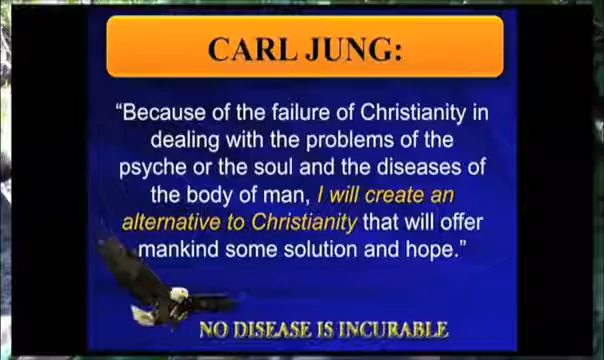 CARL JUNG:
“Because of the failure of Christianity in
dealing with the problems of the
psyche or the soul and the diseases of
the body of man, I will create an
alternative to Christianity that will offer
mankind some solution and hope.”
NO DISEASE IS INCURABLE